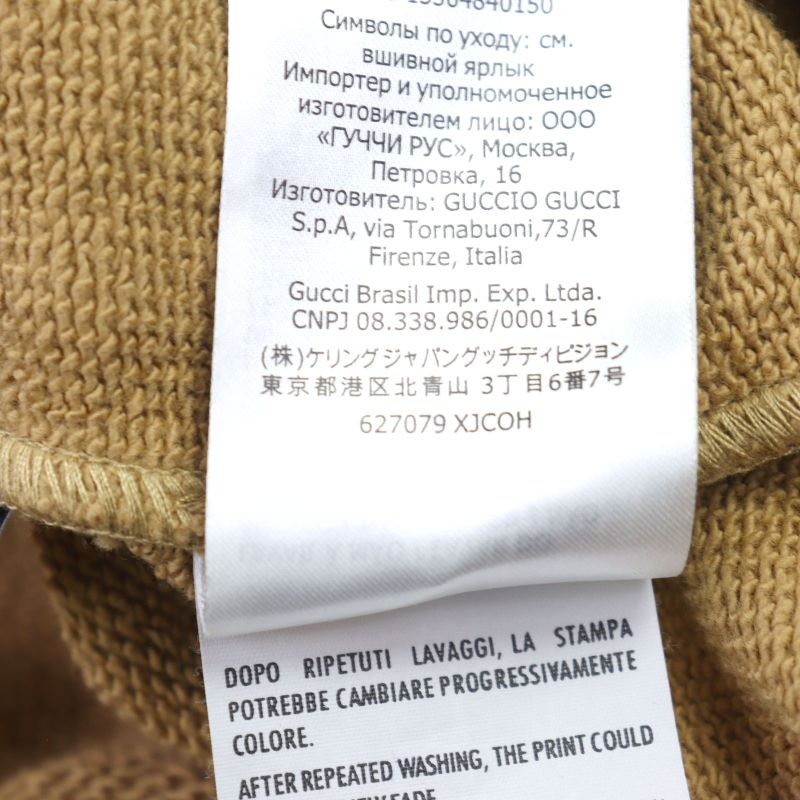 13504840150
Символы по уходу: см.
вшивной ярлык
Импортер и уполномоченное
изготовителем лицо: ООО
«ГУЧЧИ РУС», Москва,
Петровка, 16
Изготовитель: GUCCIO GUCCI
S.p.A, via Tornabuoni,73/R
Firenze, Italia
Gucci Brasil Imp. Exp. Ltda.
CNPJ 08.338.986/0001-16
(株)ケリングジャパングッチディビジョン
東京都港区北青山 3丁目6番7号
627079 XJCOH
DOPO RIPETUTI LAVAGGI, LA STAMPA
POTREBBE CAMBIARE PROGRESSIVAMENTE
COLORE.
AFTER REPEATED WASHING, THE PRINT COULD
FADE